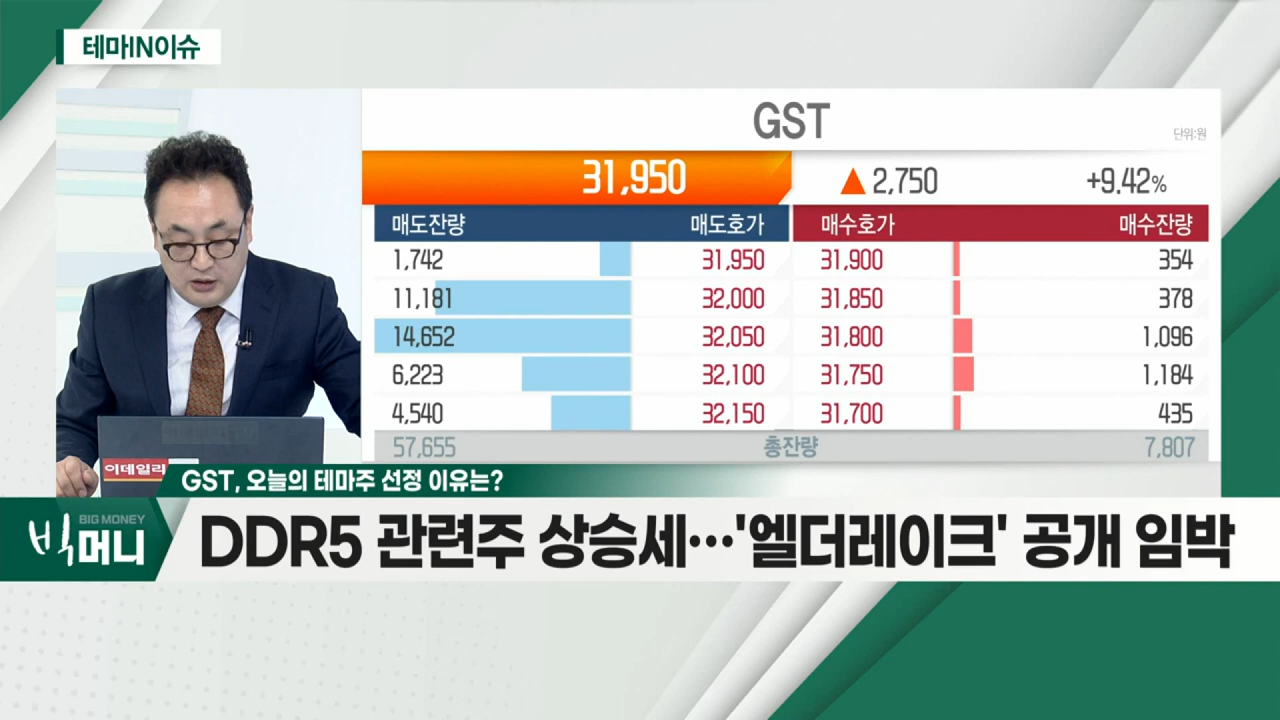 테마IN이슈
GST
단위:원
31,950 ▲ 2,750 +9.42%
매도잔량 매도호가 매수호가 매수잔량
1,742 31,950 31,900 354
11,181 32,000 31,850 378
14,652 32,050 31,800 1,096
6,223 32,100 31,750 1,184
4,540 32,150 31,700 435
57,655 총잔량 7,807
이데일리
GST, 오늘의 테마주 선정 이유는?
BIG MONEY
빅머니
DDR5 관련주 상승세…'엘더레이크' 공개 임박